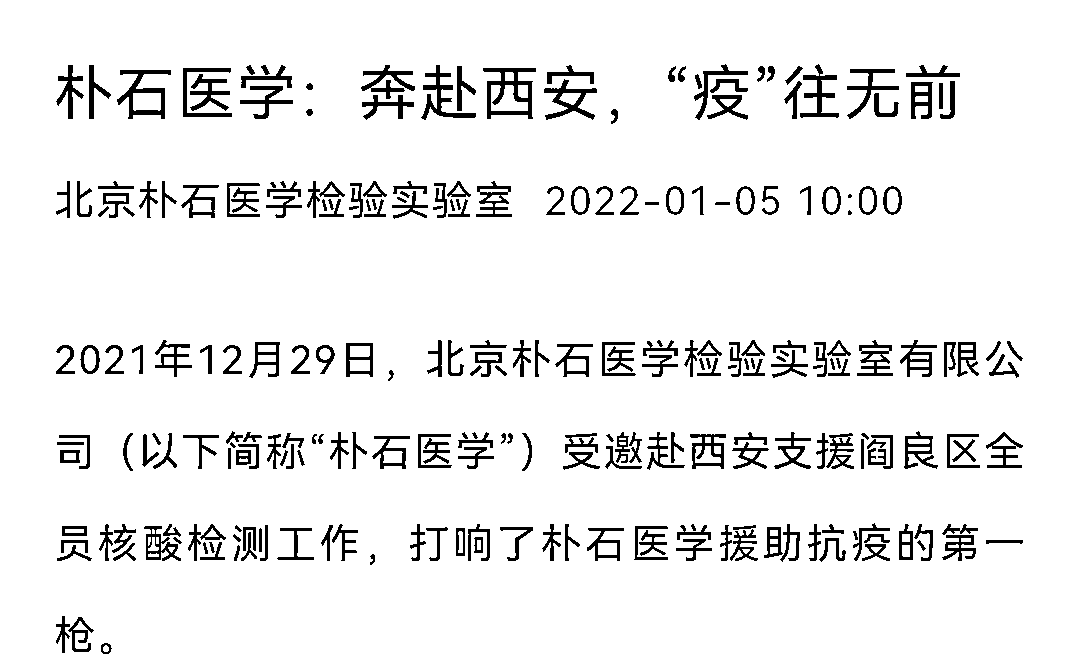 朴石医学：奔赴西安，“疫”往无前
北京朴石医学检验实验室 2022-01-05 10:00
2021年12月29日，北京朴石医学检验实验室有限公
司（以下简称“朴石医学”）受邀赴西安支援阎良区全
员核酸检测工作，打响了朴石医学援助抗疫的第一
枪。